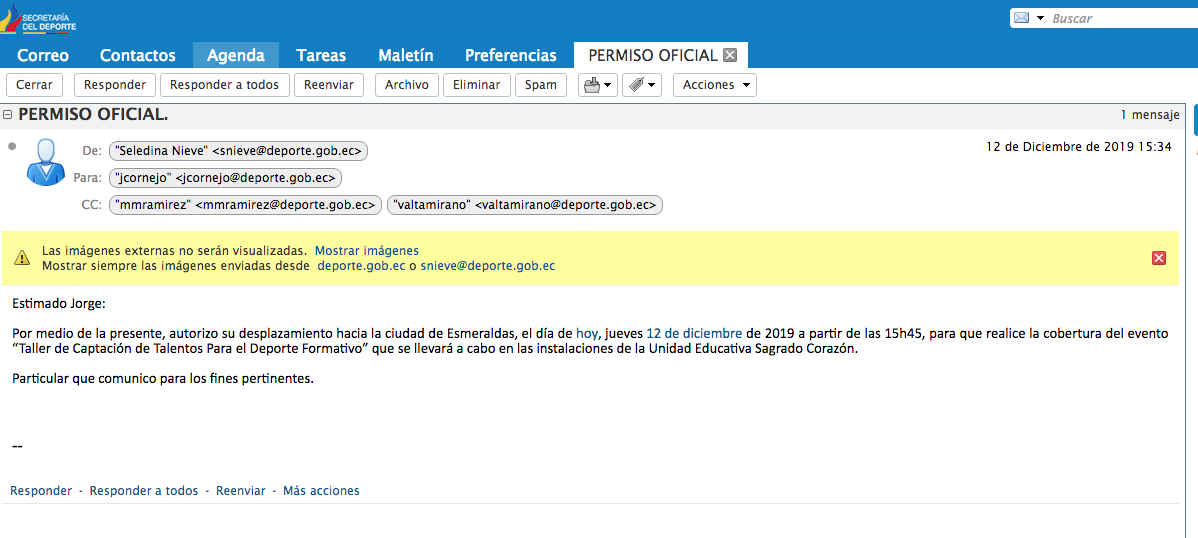 SECRETARÍA
DEL DEPORTE
Buscar
Correo Contactos Agenda Tareas Maletín Preferencias PERMISO OFICIAL
Cerrar Responder Responder a todos Reenviar Archivo Eliminar Spam Acciones
PERMISO OFICIAL. 1 mensaje
De: "Seledina Nieve" <snieve@deporte.gob.ec> 12 de Diciembre de 2019 15:34
Para: "jcornejo" <jcornejo@deporte.gob.ec>
CC: "mmramirez" <mmramirez@deporte.gob.ec> "valtamirano" <valtamirano@deporte.gob.ec>
Las imágenes externas no serán visualizadas. Mostrar imágenes
Mostrar siempre las imágenes enviadas desde deporte.gob.ec o snieve@deporte.gob.ec
Estimado Jorge:
Por medio de la presente, autorizo su desplazamiento hacia la ciudad de Esmeraldas, el día de hoy, jueves 12 de diciembre de 2019 a partir de las 15h45, para que realice la cobertura del evento
“Taller de Captación de Talentos Para el Deporte Formativo” que se llevará a cabo en las instalaciones de la Unidad Educativa Sagrado Corazón.
Particular que comunico para los fines pertinentes.
--
Responder - Responder a todos - Reenviar - Más acciones